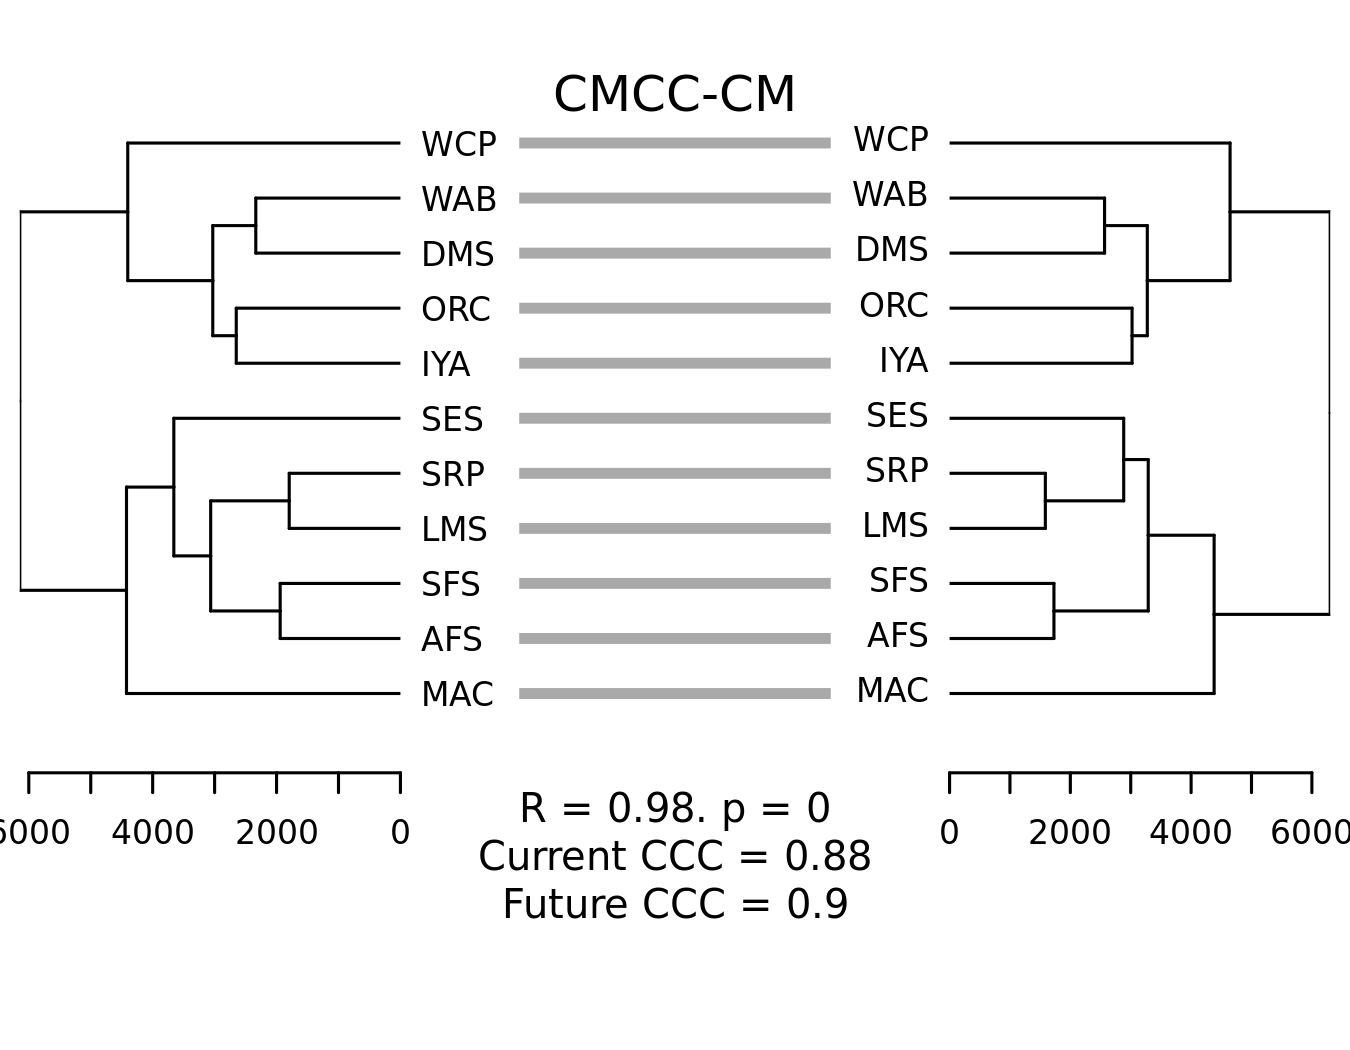 CMCC-CM
WCP WCP
WAB WAB
DMS DMS
ORC ORC
IYA IYA
SES SES
SRP SRP
LMS LMS
SFS SFS
AFS AFS
MAC MAC
6000 4000 2000 0 0 2000 4000 6000
R = 0.98. p = 0
Current CCC = 0.88
Future CCC = 0.9